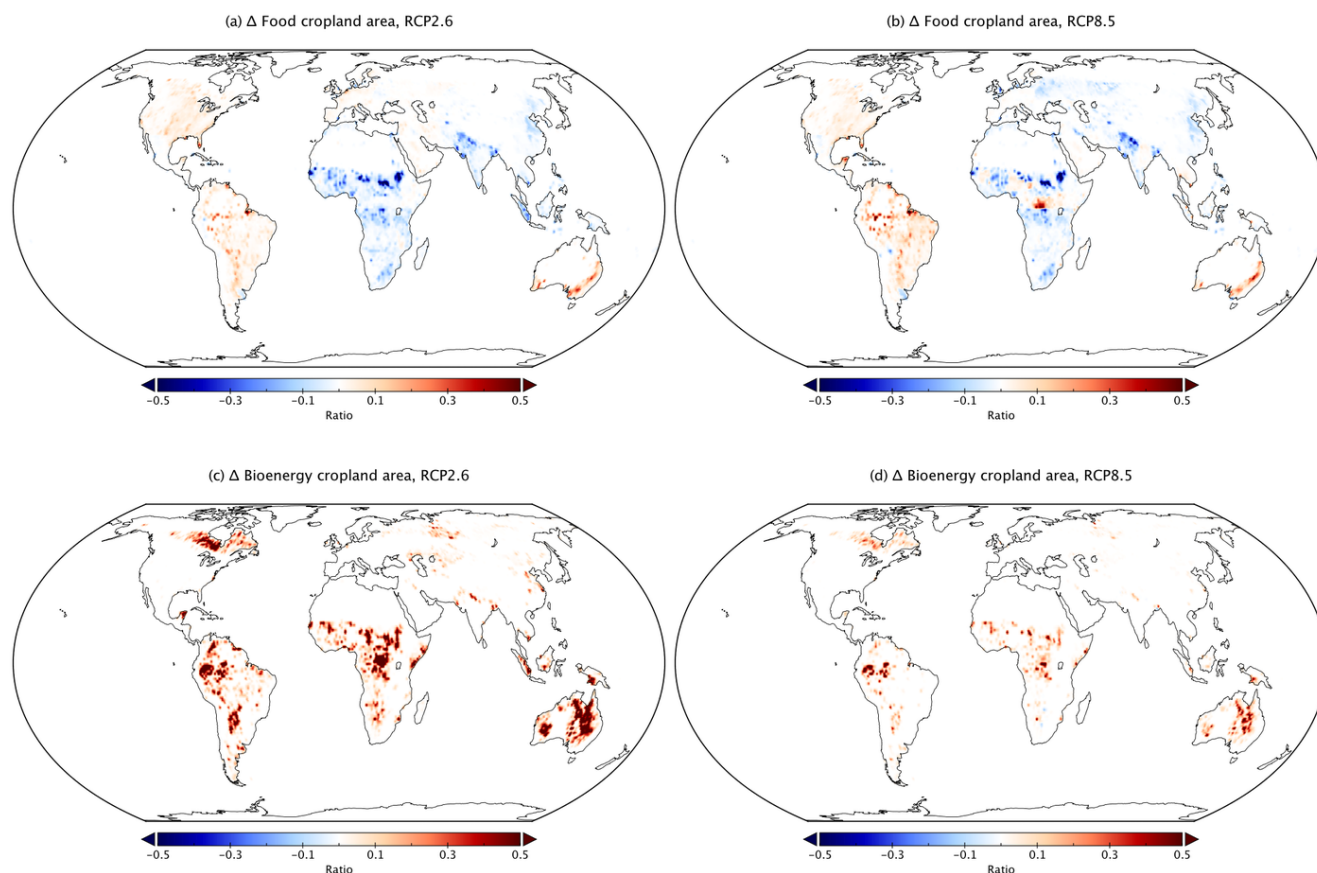 (a) Δ Food cropland area, RCP2.6
(b) Δ Food cropland area, RCP8.5
−0.5 −0.3 −0.1 0.1 0.3 0.5
Ratio
−0.5 −0.3 −0.1 0.1 0.3 0.5
Ratio
(c) Δ Bioenergy cropland area, RCP2.6
(d) Δ Bioenergy cropland area, RCP8.5
−0.5 −0.3 −0.1 0.1 0.3 0.5
Ratio
−0.5 −0.3 −0.1 0.1 0.3 0.5
Ratio